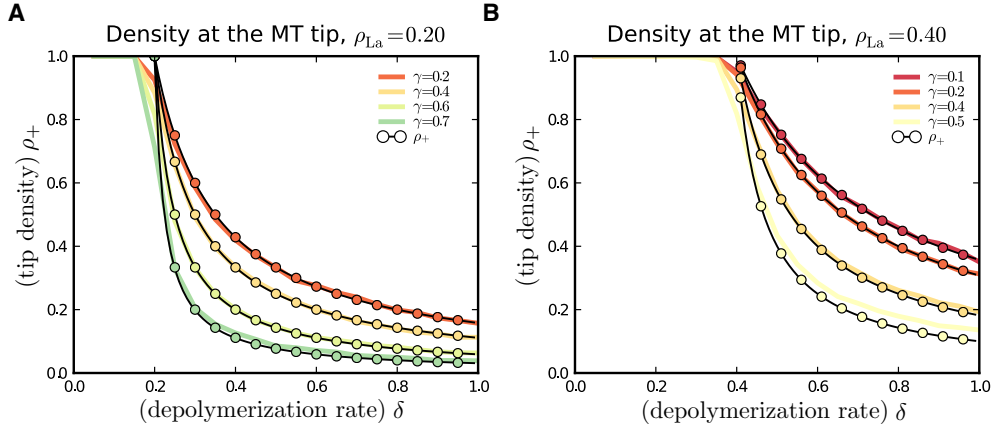 A
Density at the MT tip, ρLa=0.20
1.0
0.8
0.6
0.4
0.2
0.0
(tip density) ρ+
γ=0.2
γ=0.4
γ=0.6
γ=0.7
ρ+
0.0 0.2 0.4 0.6 0.8 1.0
(depolymerization rate) δ
B
Density at the MT tip, ρLa=0.40
1.0
0.8
0.6
0.4
0.2
0.0
(tip density) ρ+
γ=0.1
γ=0.2
γ=0.4
γ=0.5
ρ+
0.0 0.2 0.4 0.6 0.8 1.0
(depolymerization rate) δ